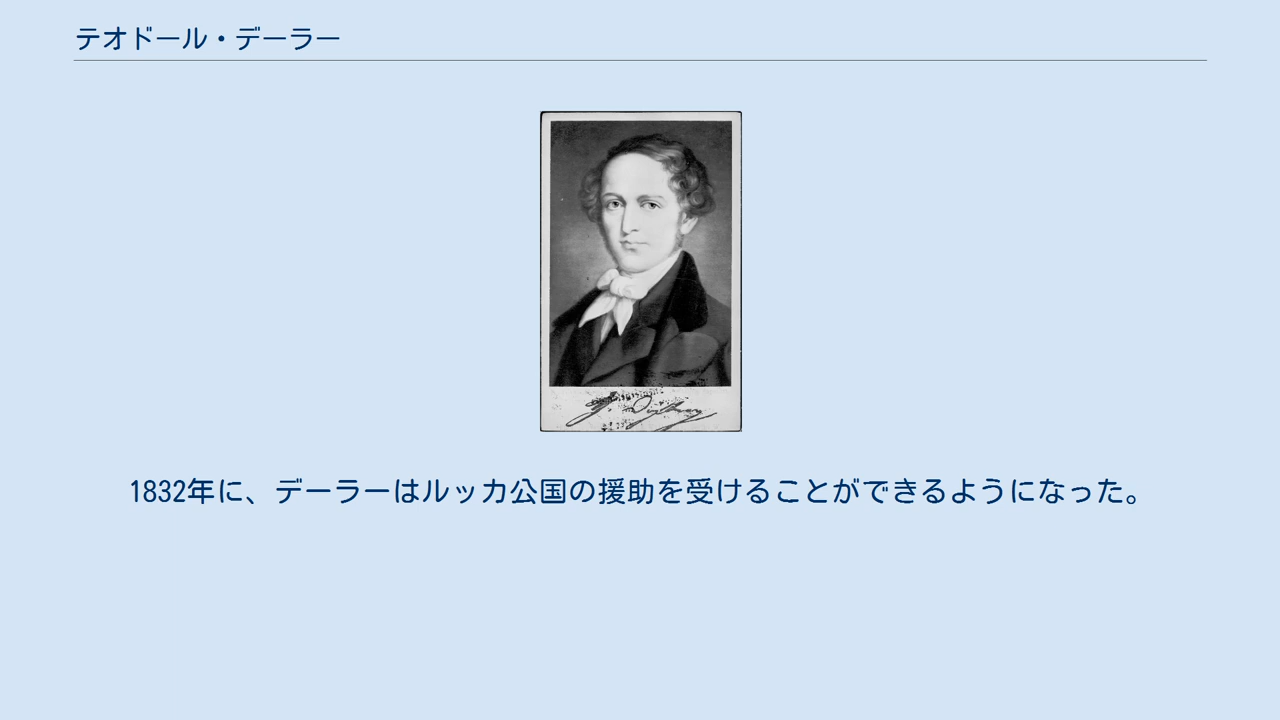 テオドール・デーラー
1832年に、デーラーはルッカ公国の援助を受けることができるようになった。